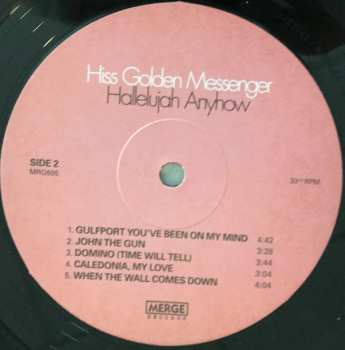 Hiss Golden Messenger
Hallelujah Anyhow
SIDE 2
33⅓ RPM
1. GULFPORT YOU'VE BEEN ON MY MIND 4:42
2. JOHN THE GUN 3:28
3. DOMINO (TIME WILL TELL) 3:44
4. CALEDONIA, MY LOVE 3:04
5. WHEN THE WALL COMES DOWN 4:04
MERGE
RECORDS